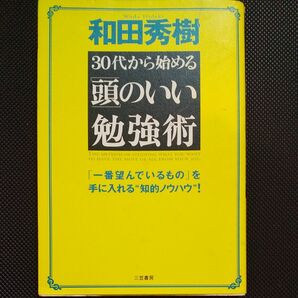 和田秀樹
30代から始める
「頭」のいい
勉強術
「一番望んでいるもの」を
手に入れる“知的ノウハウ”!
三笠書房